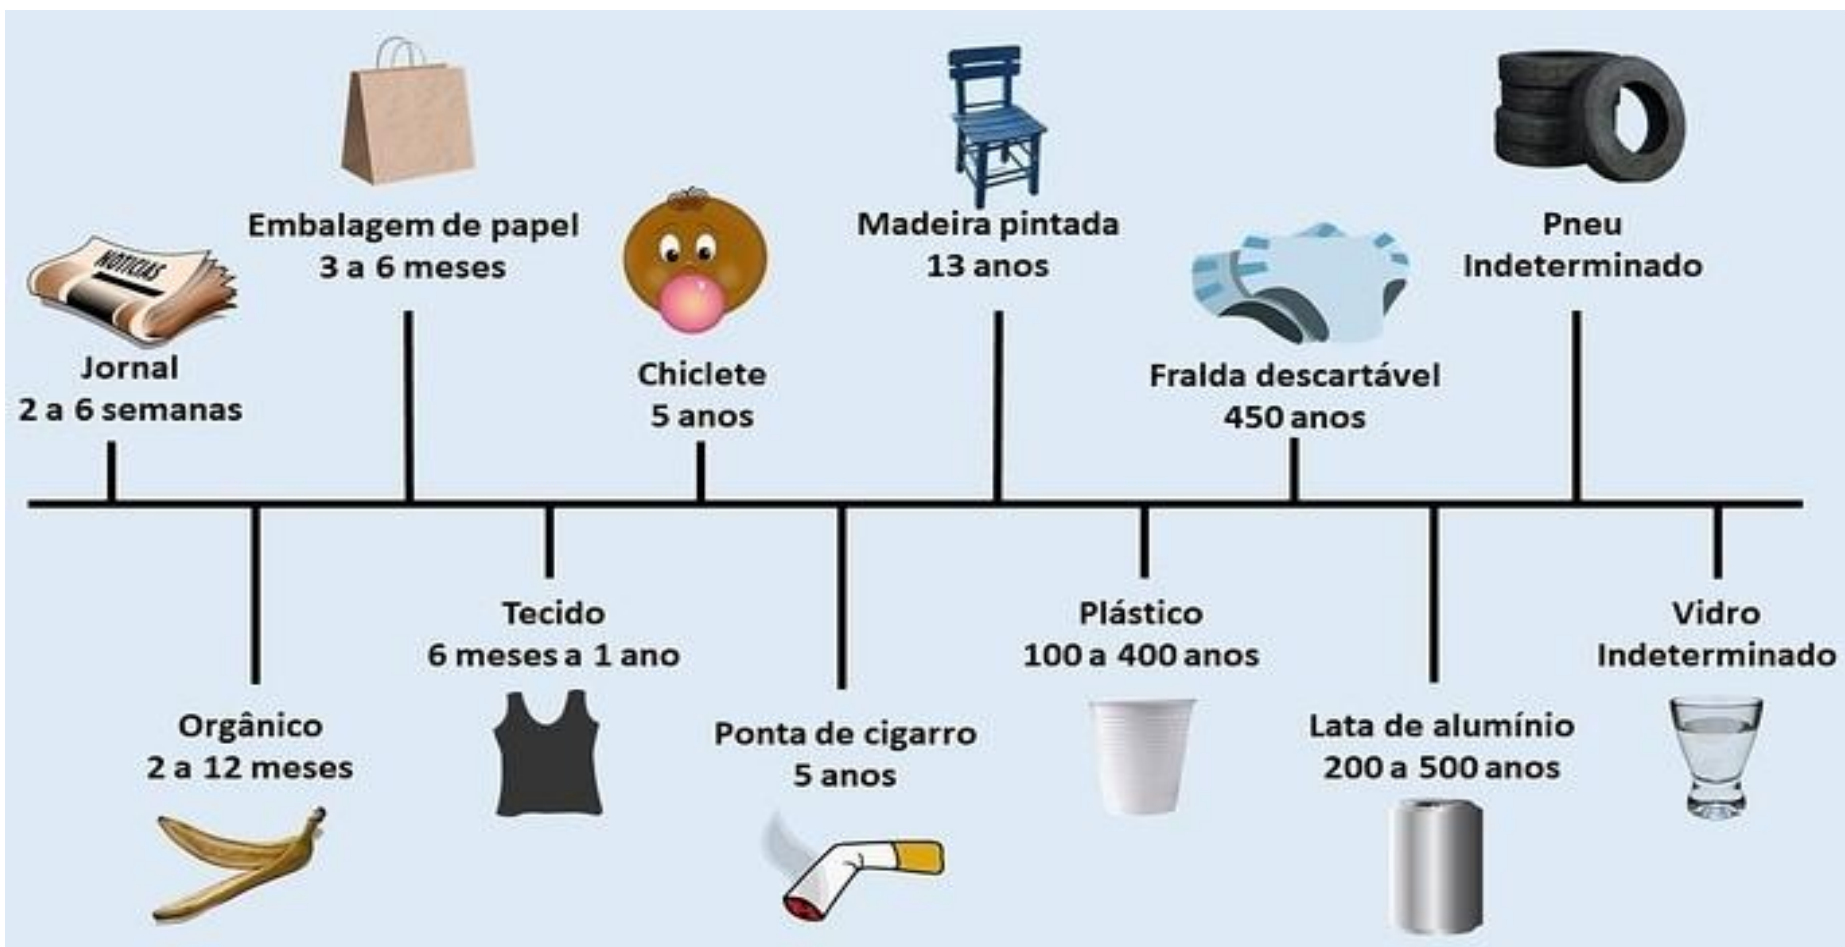 Embalagem de papel
3 a 6 meses
Madeira pintada
13 anos
Pneu
Indeterminado
NOTICIAS
Jornal
2 a 6 semanas
Chiclete
5 anos
Fralda descartável
450 anos
Tecido
6 meses a 1 ano
Plástico
100 a 400 anos
Vidro
Indeterminado
Orgânico
2 a 12 meses
Ponta de cigarro
5 anos
Lata de alumínio
200 a 500 anos